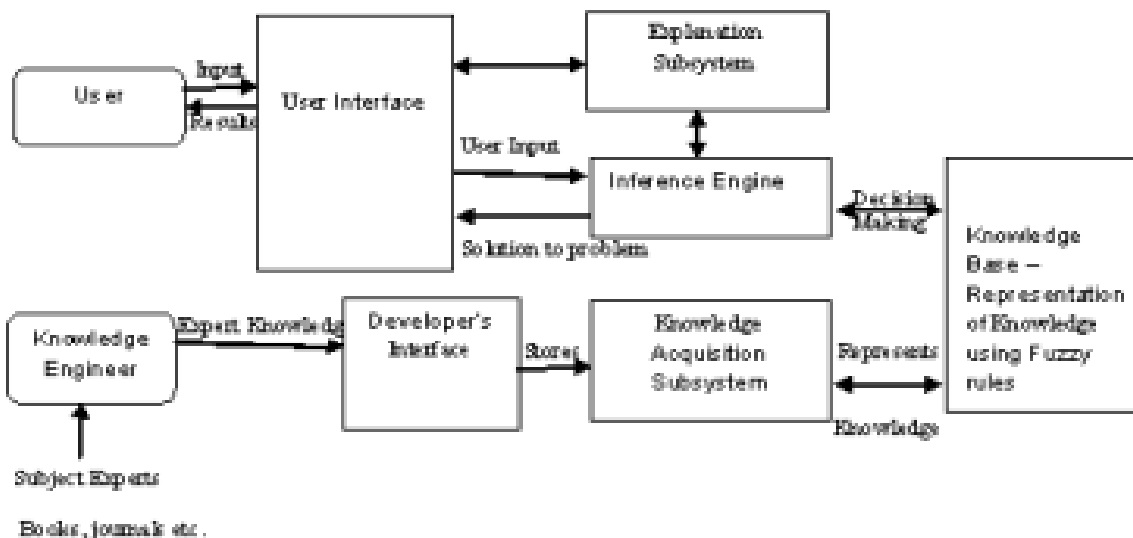 Explanation
Subsystem
Input
User
User Interface
Results
User Input
Inference Engine
Decision
Making
Solution to problem
Knowledge
Base –
Representation
of Knowledge
using Fuzzy
rules
Expert Knowledge
Developer's
Interface
Knowledge
Engineer
Stores
Knowledge
Acquisition
Subsystem
Represents
Knowledge
Subject Experts
Books, journals etc.